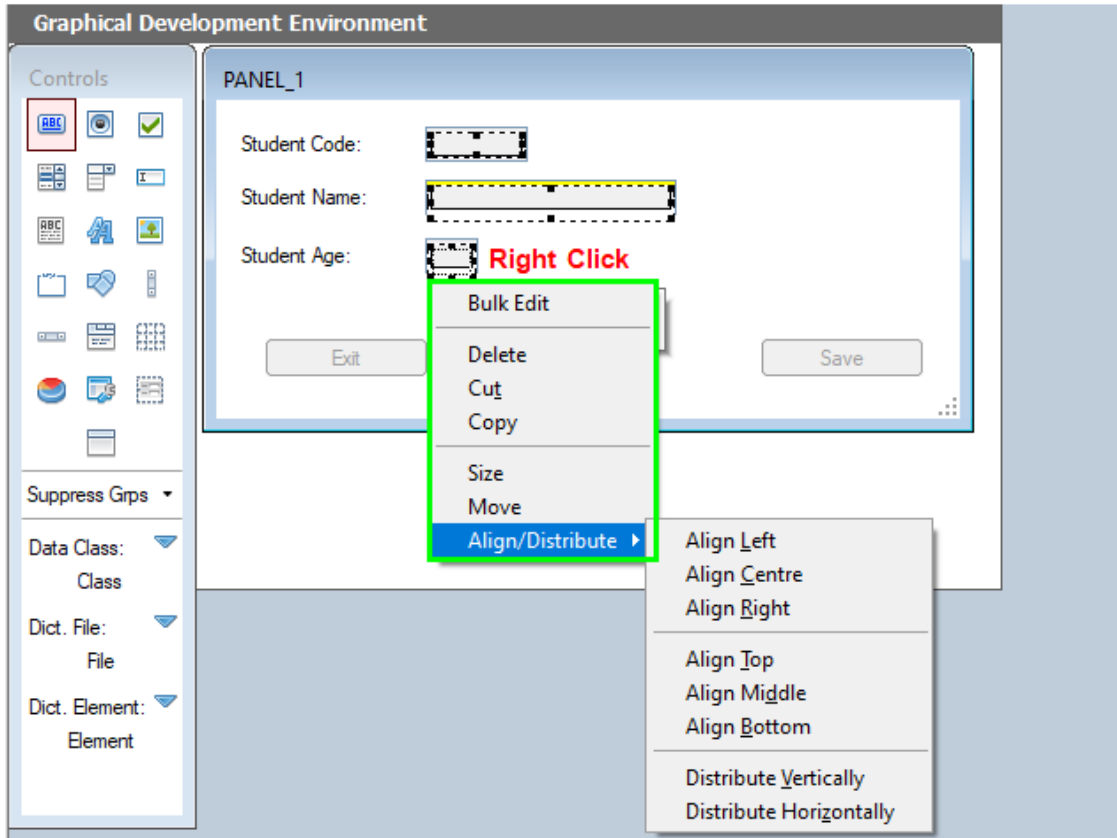 Graphical Development Environment
Controls
PANEL_1
ABC
ABC
Student Code:
Student Name:
Student Age:
Right Click
Exit
Save
Bulk Edit
Delete
Cut
Copy
Size
Move
Align/Distribute
Align Left
Align Centre
Align Right
Align Top
Align Middle
Align Bottom
Distribute Vertically
Distribute Horizontally
Suppress Grps
Data Class:
Class
Dict. File:
File
Dict. Element:
Element